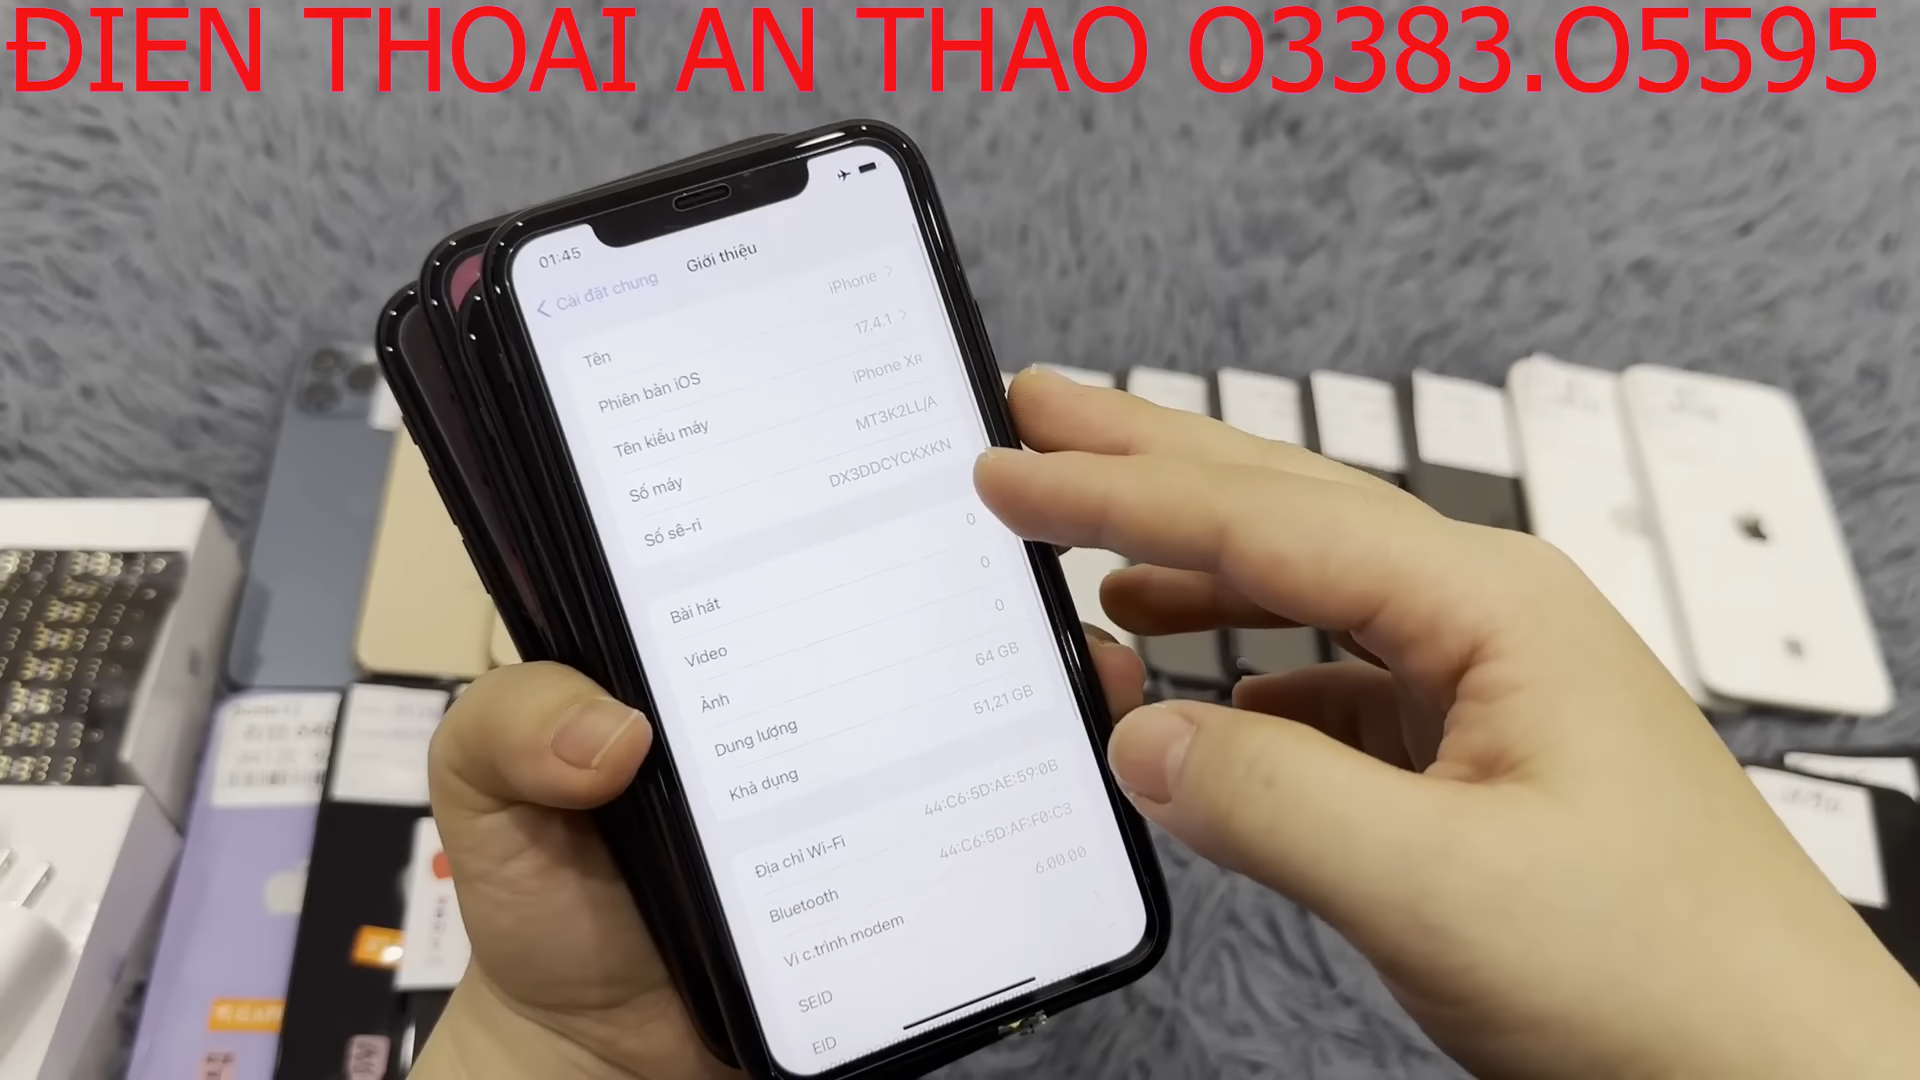 ĐIEN THOAI AN THAO O3383.O5595
01:45
Cài đặt chung
Giới thiệu
Tên iPhone
Phiên bản iOS 17.4.1
Tên kiểu máy iPhone XR
Số máy MT3K2LL/A
Số sê-ri DX3DDCYCKXKN
Bài hát 0
Video 0
Ảnh 0
Dung lượng 64 GB
Khả dụng 51,21 GB
Địa chỉ Wi-Fi 44:C6:5D:AE:59:0B
Bluetooth 44:C6:5D:AF:F0:C3
Vi c.trình modem 6.00.00
SEID
EID